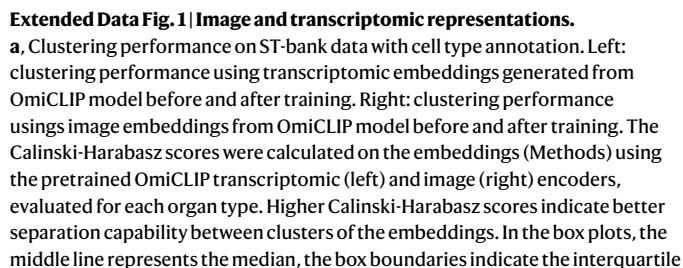 Extended Data Fig. 1 | Image and transcriptomic representations.
a, Clustering performance on ST-bank data with cell type annotation. Left:
clustering performance using transcriptomic embeddings generated from
OmiCLIP model before and after training. Right: clustering performance
usings image embeddings from OmiCLIP model before and after training. The
Calinski-Harabasz scores were calculated on the embeddings (Methods) using
the pretrained OmiCLIP transcriptomic (left) and image (right) encoders,
evaluated for each organ type. Higher Calinski-Harabasz scores indicate better
separation capability between clusters of the embeddings. In the box plots, the
middle line represents the median, the box boundaries indicate the interquartile